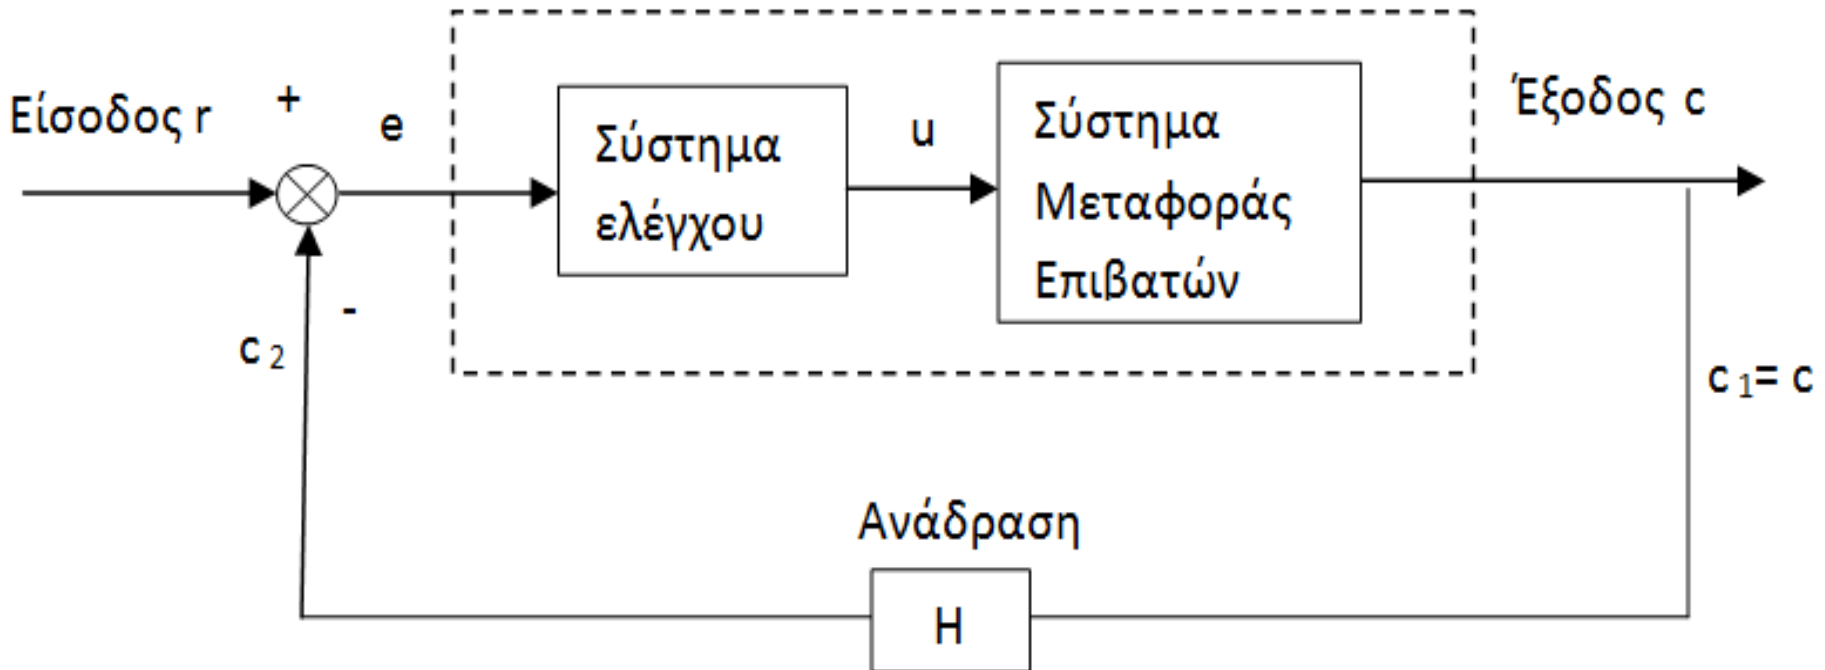 Είσοδος r
+
e
Σύστημα
ελέγχου
u
Σύστημα
Μεταφοράς
Επιβατών
Έξοδος c
-
c 2
c 1= c
Ανάδραση
H